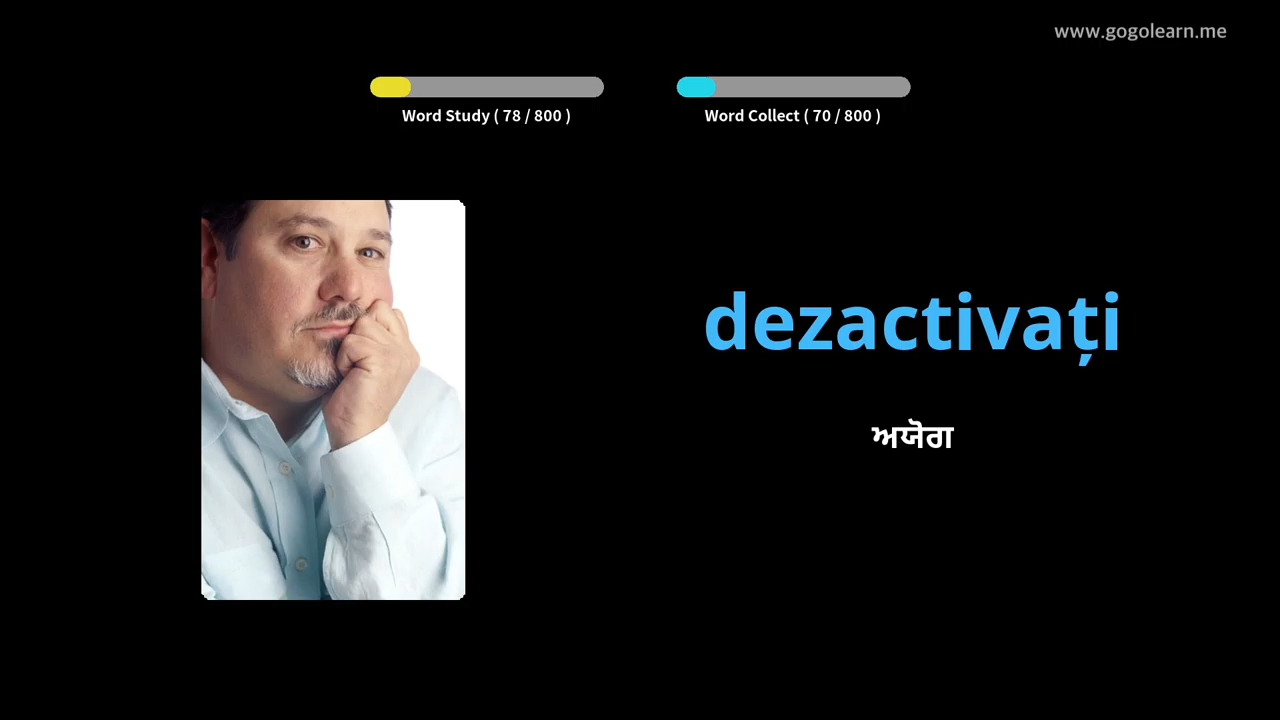 www.gogolearn.me
Word Study ( 78 / 800 )
Word Collect ( 70 / 800 )
dezactivați
ਅਯੋਗ